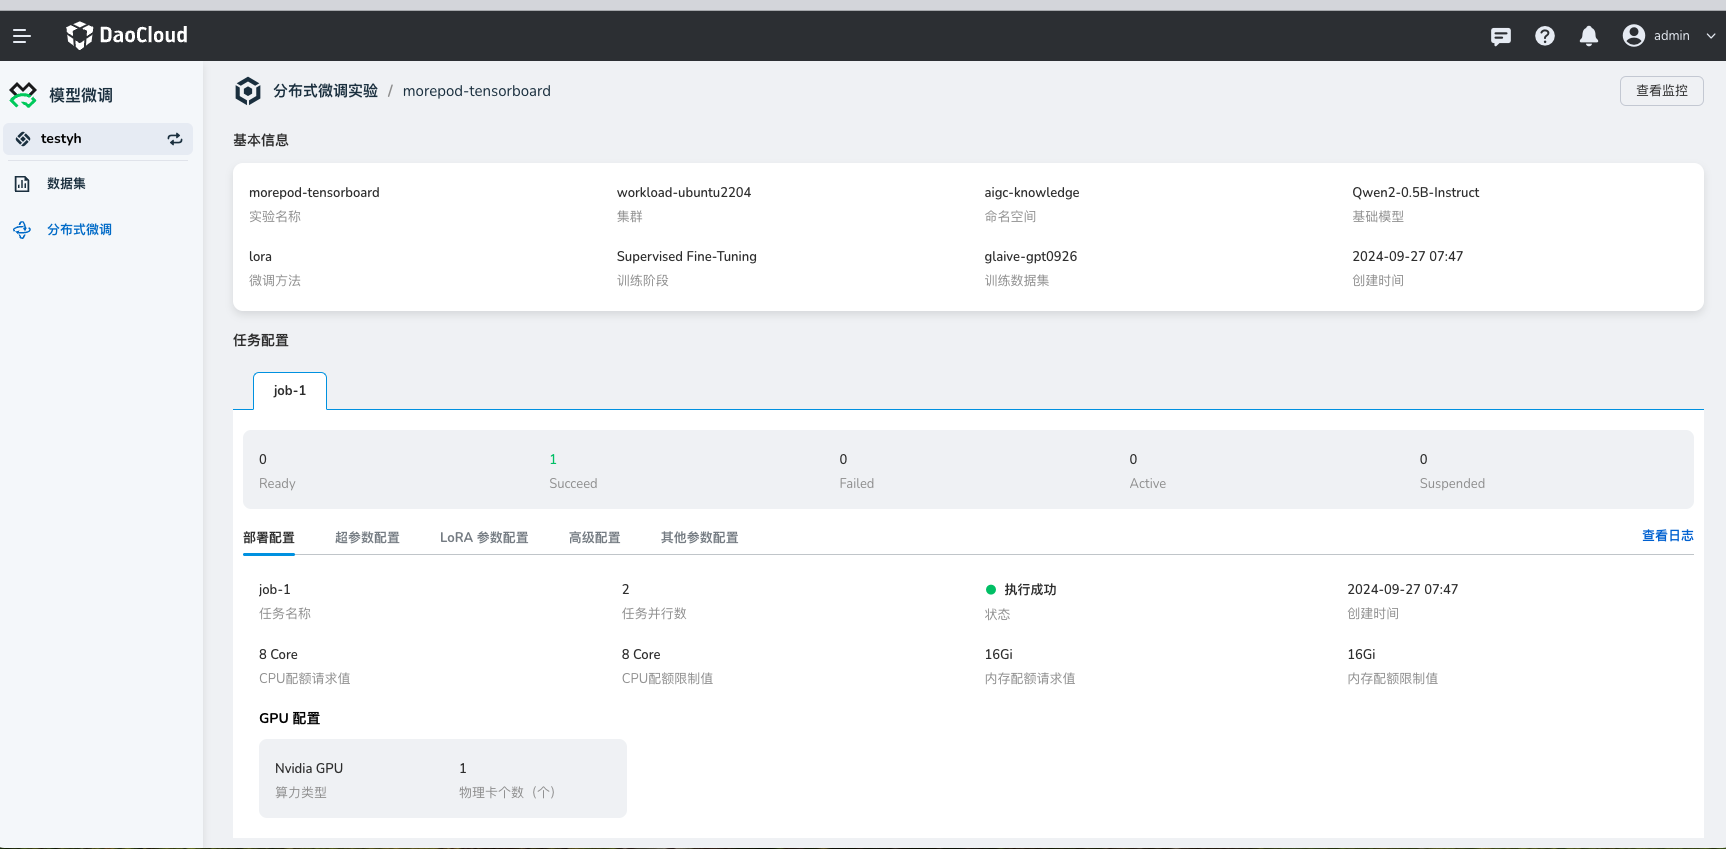 DaoCloud
admin
模型微调
testyh
数据集
分布式微调
分布式微调实验 / morepod-tensorboard
查看监控
基本信息
morepod-tensorboard
实验名称
workload-ubuntu2204
集群
aigc-knowledge
命名空间
Qwen2-0.5B-Instruct
基础模型
lora
微调方法
Supervised Fine-Tuning
训练阶段
glaive-gpt0926
训练数据集
2024-09-27 07:47
创建时间
任务配置
job-1
0
Ready
1
Succeed
0
Failed
0
Active
0
Suspended
部署配置
超参数配置
LoRA 参数配置
高级配置
其他参数配置
查看日志
job-1
任务名称
2
任务并行数
执行成功
状态
2024-09-27 07:47
创建时间
8 Core
CPU配额请求值
8 Core
CPU配额限制值
16Gi
内存配额请求值
16Gi
内存配额限制值
GPU 配置
Nvidia GPU
算力类型
1
物理卡个数（个）